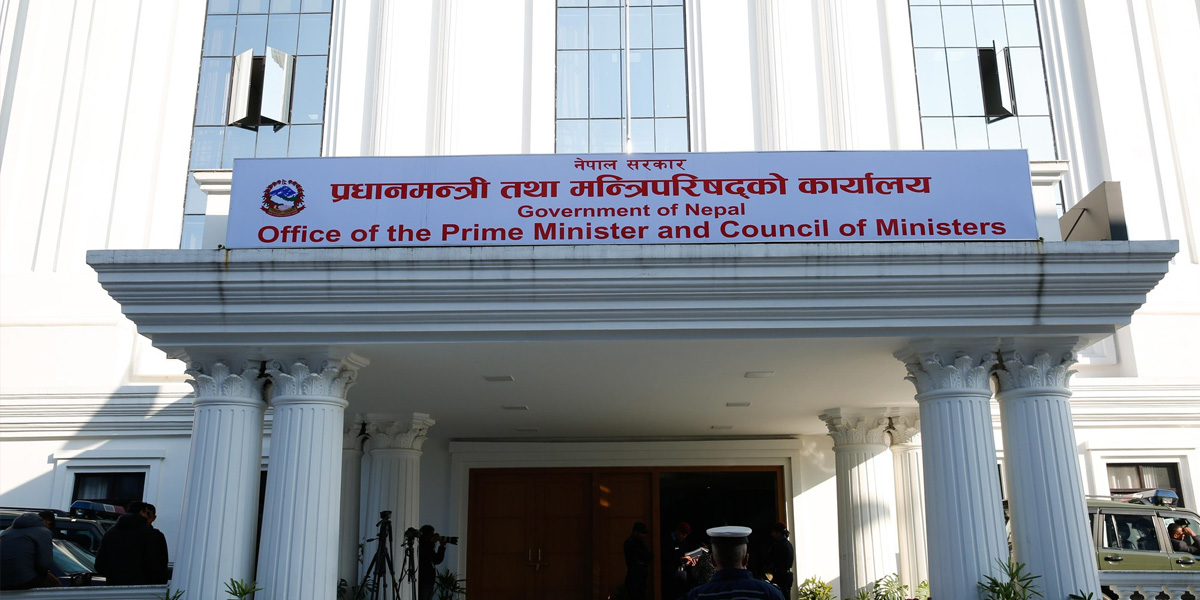 नेपाल सरकार
प्रधानमन्त्री तथा मन्त्रिपरिषद्को कार्यालय
Government of Nepal
Office of the Prime Minister and Council of Ministers